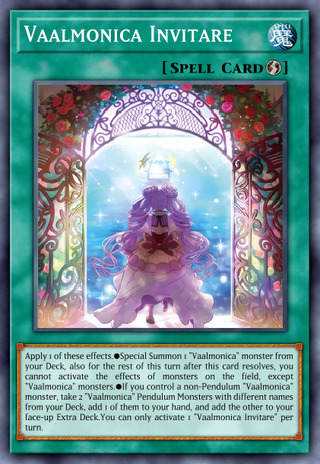 Vaalmonica Invitare
魔
[Spell Card]
Apply 1 of these effects.●Special Summon 1 "Vaalmonica" monster from
your Deck, also for the rest of this turn after this card resolves, you
cannot activate the effects of monsters on the field, except
"Vaalmonica" monsters.●If you control a non-Pendulum "Vaalmonica"
monster, take 2 "Vaalmonica" Pendulum Monsters with different names
from your Deck, add 1 of them to your hand, and add the other to your
face-up Extra Deck.You can only activate 1 "Vaalmonica Invitare" per
turn.